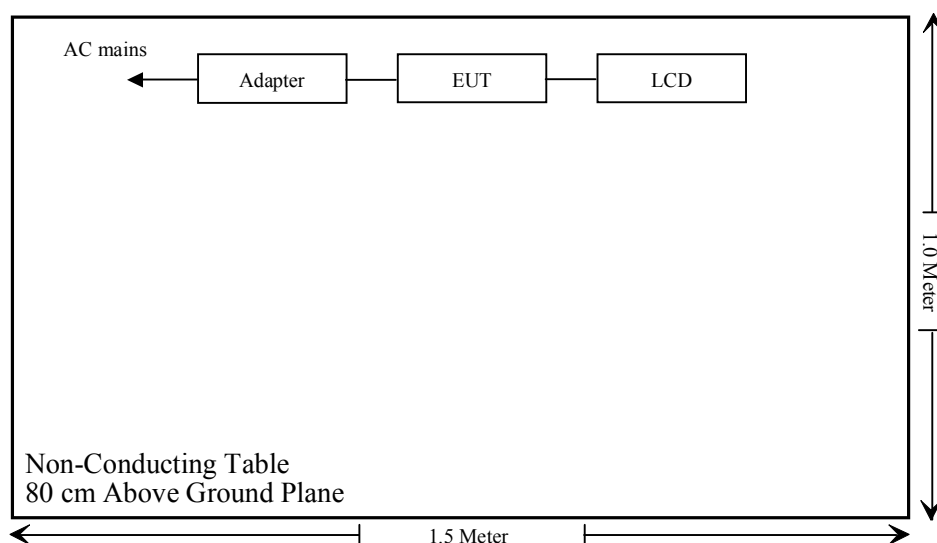 AC mains
Adapter
EUT
LCD
1.0 Meter
Non-Conducting Table
80 cm Above Ground Plane
1.5 Meter